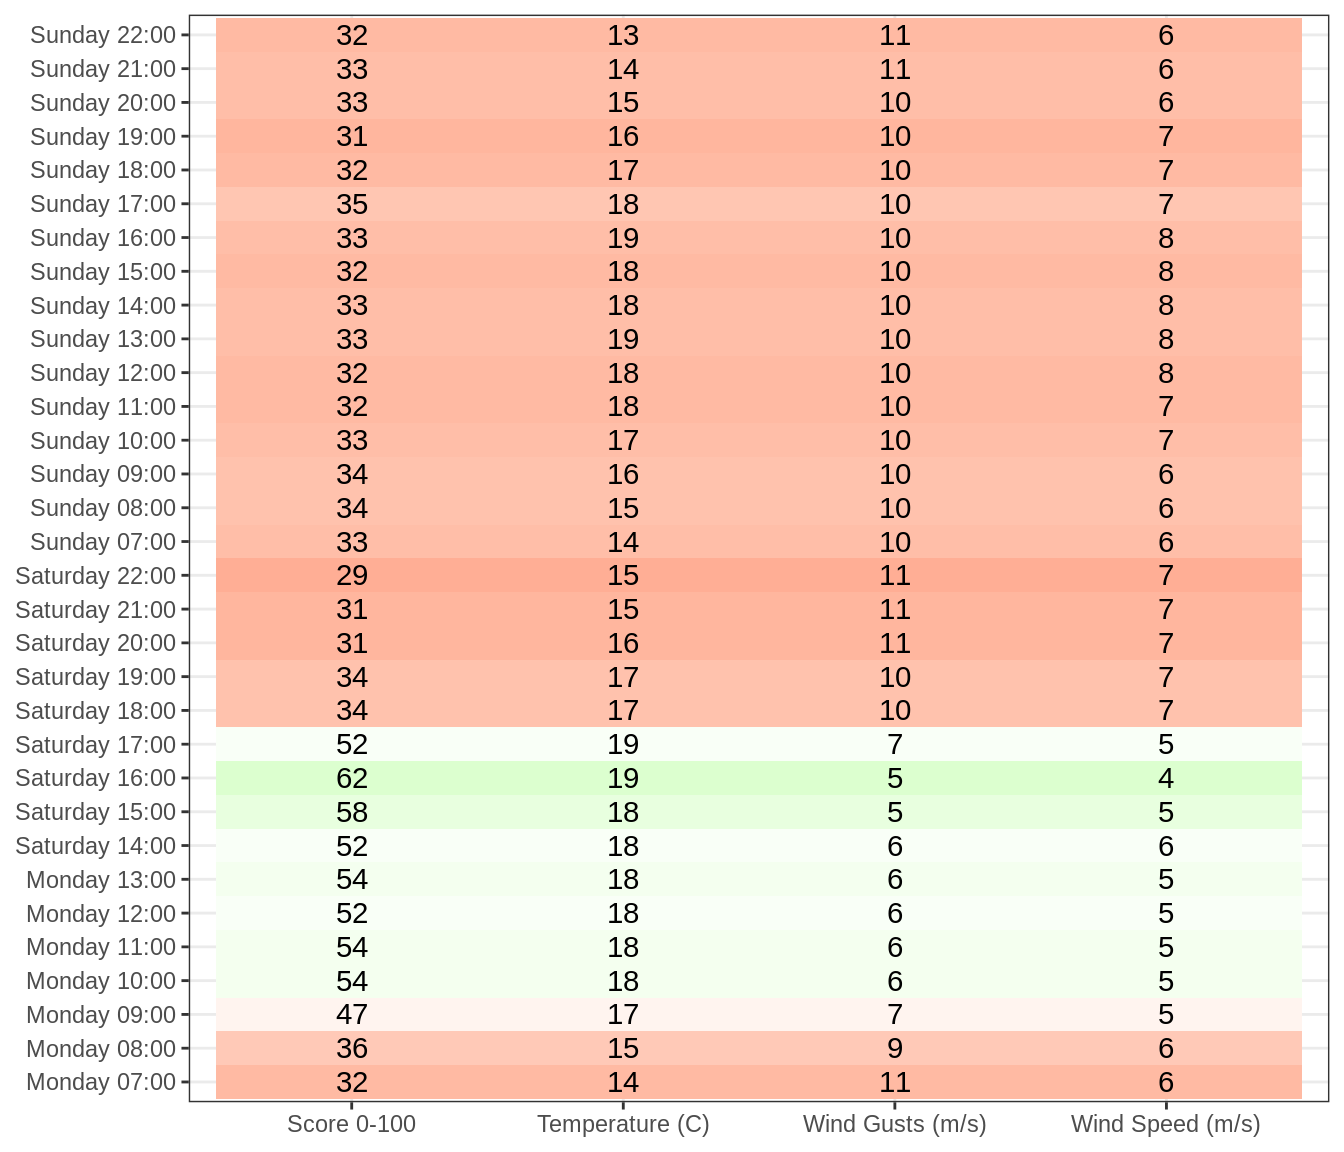 Sunday 22:00 32 13 11 6
Sunday 21:00 33 14 11 6
Sunday 20:00 33 15 10 6
Sunday 19:00 31 16 10 7
Sunday 18:00 32 17 10 7
Sunday 17:00 35 18 10 7
Sunday 16:00 33 19 10 8
Sunday 15:00 32 18 10 8
Sunday 14:00 33 18 10 8
Sunday 13:00 33 19 10 8
Sunday 12:00 32 18 10 8
Sunday 11:00 32 18 10 7
Sunday 10:00 33 17 10 7
Sunday 09:00 34 16 10 6
Sunday 08:00 34 15 10 6
Sunday 07:00 33 14 10 6
Saturday 22:00 29 15 11 7
Saturday 21:00 31 15 11 7
Saturday 20:00 31 16 11 7
Saturday 19:00 34 17 10 7
Saturday 18:00 34 17 10 7
Saturday 17:00 52 19 7 5
Saturday 16:00 62 19 5 4
Saturday 15:00 58 18 5 5
Saturday 14:00 52 18 6 6
Monday 13:00 54 18 6 5
Monday 12:00 52 18 6 5
Monday 11:00 54 18 6 5
Monday 10:00 54 18 6 5
Monday 09:00 47 17 7 5
Monday 08:00 36 15 9 6
Monday 07:00 32 14 11 6
Score 0-100 Temperature (C) Wind Gusts (m/s) Wind Speed (m/s)